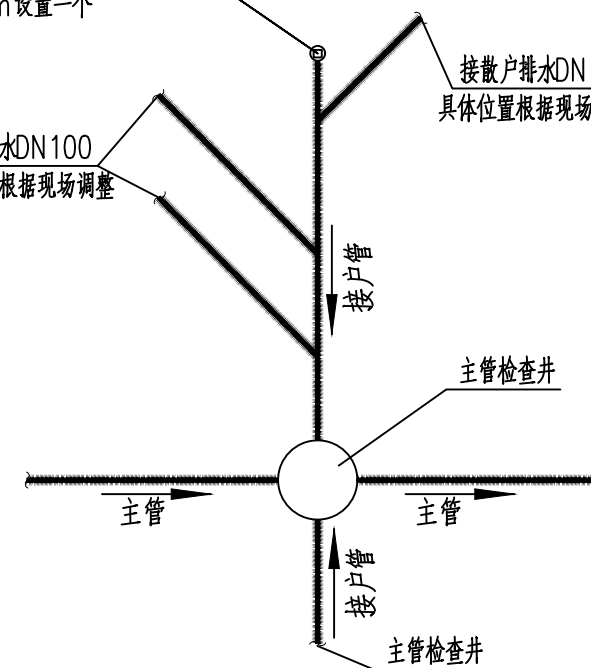 设置一个
接散户排水DN
具体位置根据现场
水DN100
根据现场调整
接户管
主管检查井
主管
主管
接户管
主管检查井